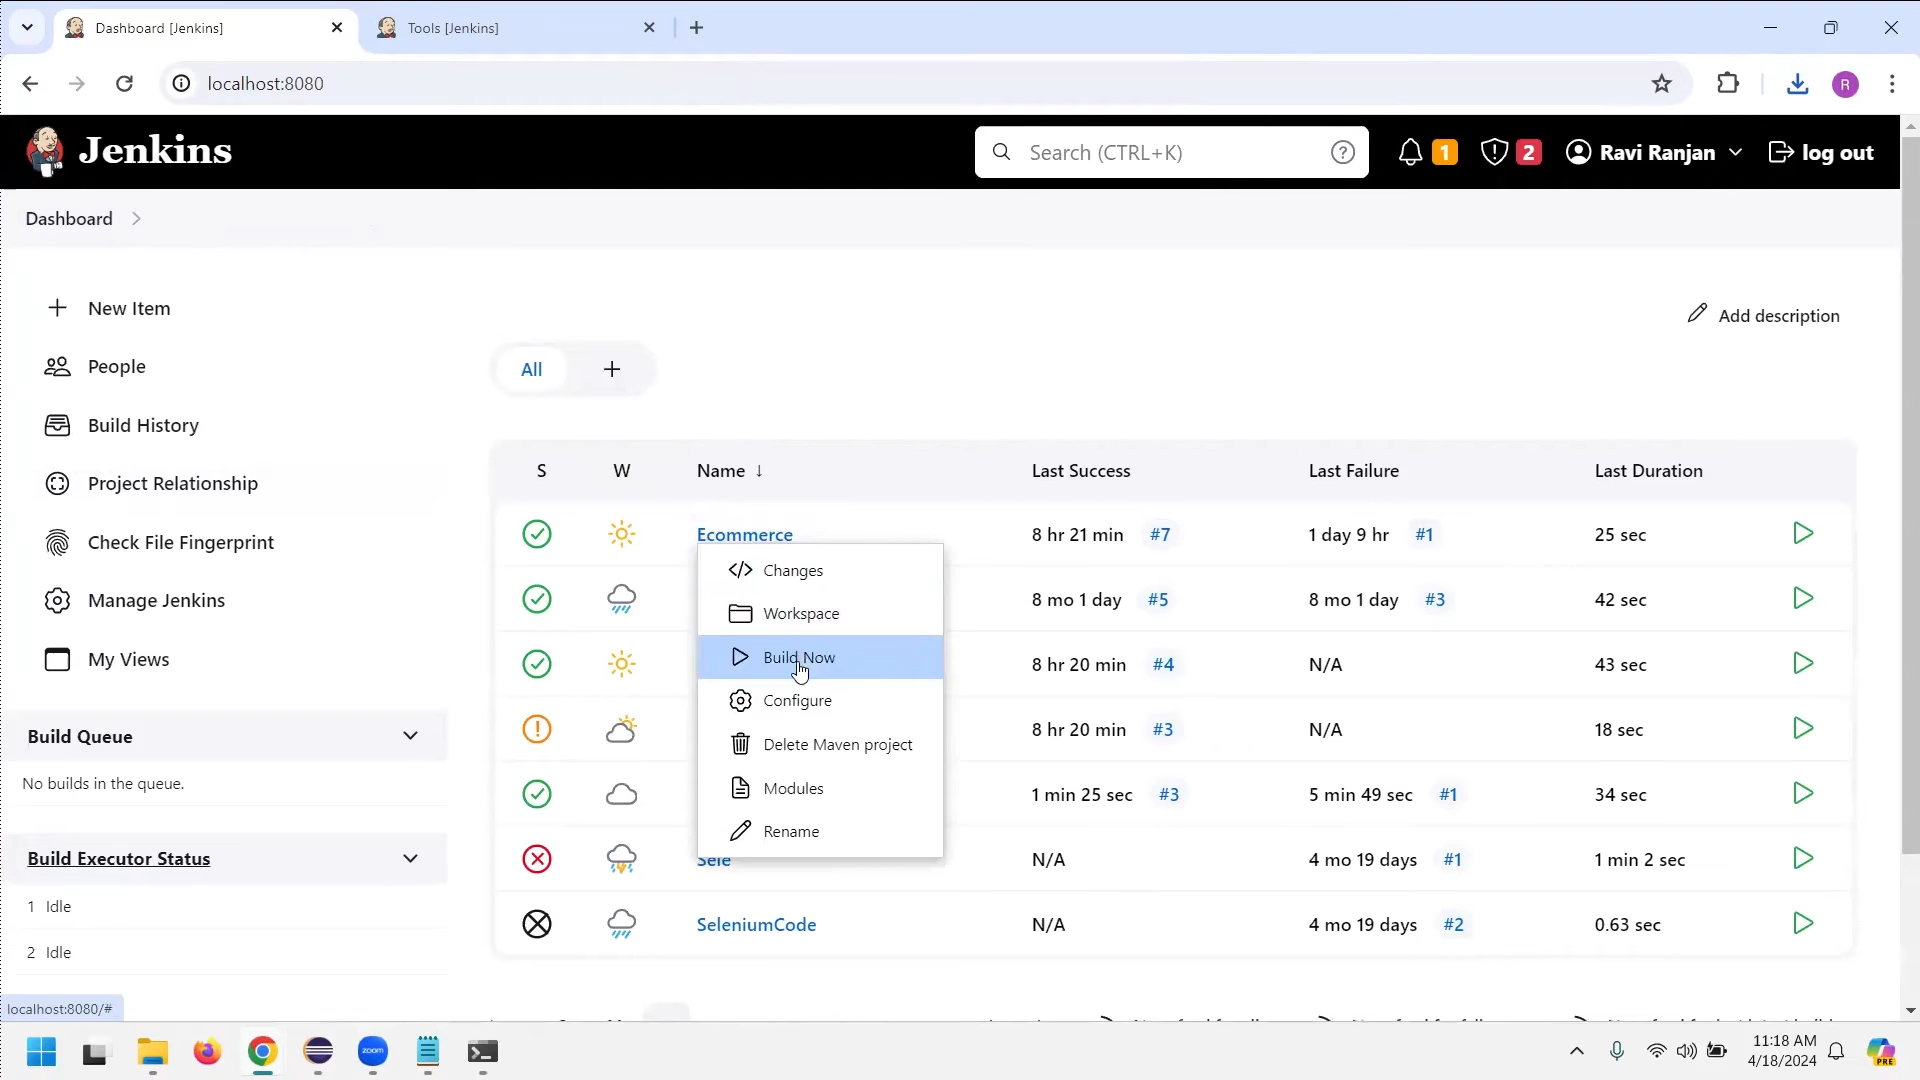 Dashboard [Jenkins]
Tools [Jenkins]
localhost:8080
R
Jenkins
Search (CTRL+K)
?
1
2
Ravi Ranjan
log out
Dashboard
New Item
Add description
People
All
+
Build History
S W Name ↓ Last Success Last Failure Last Duration
Project Relationship
Ecommerce 8 hr 21 min #7 1 day 9 hr #1 25 sec
Check File Fingerprint
Changes
Manage Jenkins
8 mo 1 day #5 8 mo 1 day #3 42 sec
Workspace
My Views
Build Now
8 hr 20 min #4 N/A 43 sec
Configure
Build Queue
8 hr 20 min #3 N/A 18 sec
Delete Maven project
No builds in the queue.
Modules
1 min 25 sec #3 5 min 49 sec #1 34 sec
Rename
Build Executor Status
Sele N/A 4 mo 19 days #1 1 min 2 sec
1 Idle
SeleniumCode N/A 4 mo 19 days #2 0.63 sec
2 Idle
localhost:8080/#
zoom
11:18 AM
4/18/2024
PRE